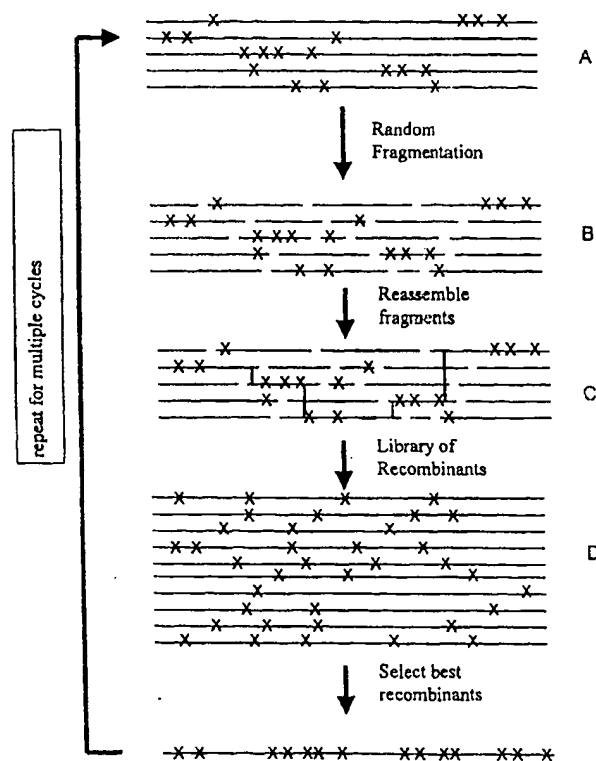 A
Random
Fragmentation
B
Reassemble
fragments
C
Library of
Recombinants
D
Select best
recombinants
repeat for multiple cycles